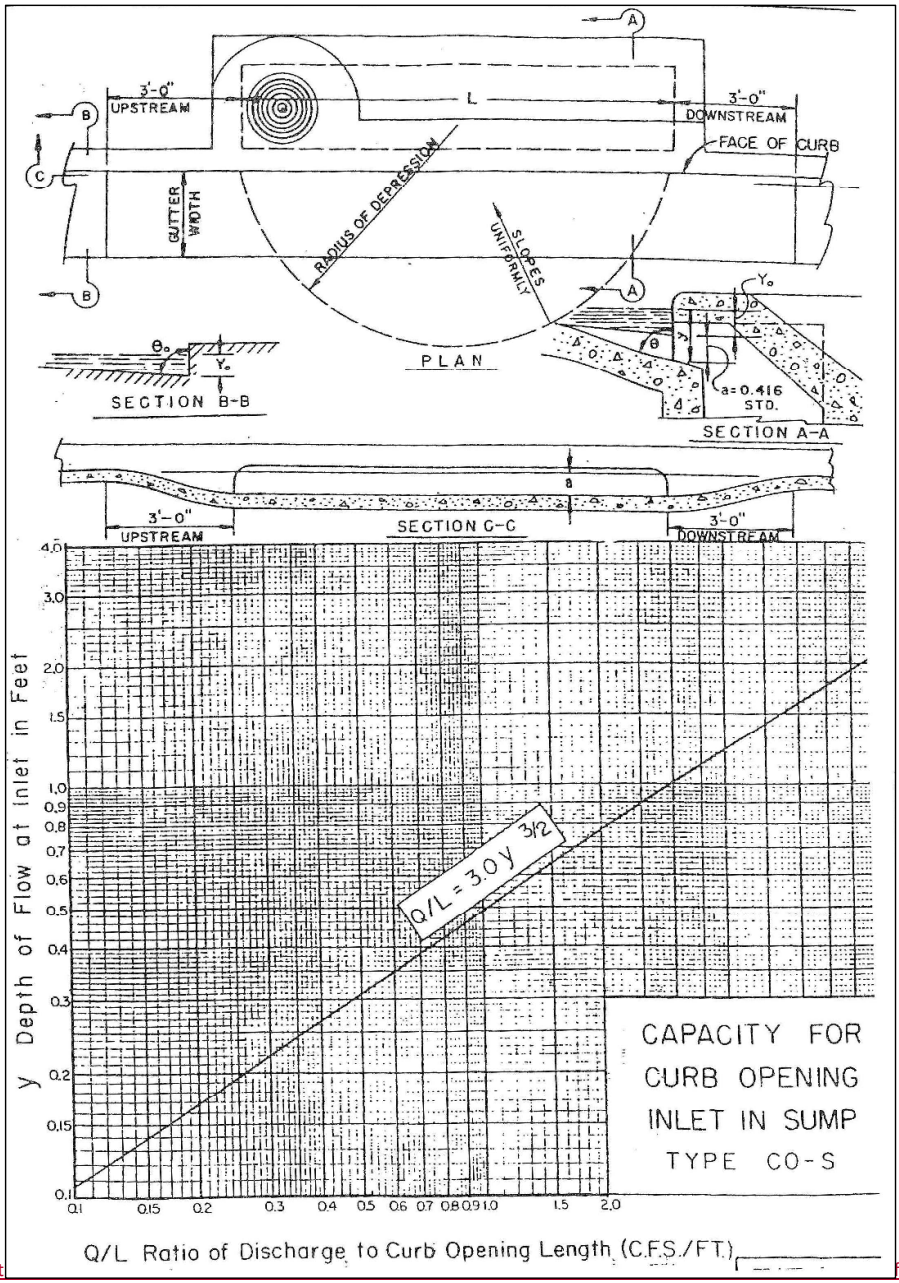 A
3'-0"
UPSTREAM
L
3'-0"
DOWNSTREAM
B
C
FACE OF CURB
GUTTER
WIDTH
RADIUS OF DEPRESSION
SLOPES
UNIFORMLY
B
A
PLAN
θo
Yo
SECTION B-B
Yo
θ
y
a=0.416
STD.
SECTION A-A
a
3'-0"
UPSTREAM
SECTION C-C
3'-0"
DOWNSTREAM
4.0
3.0
2.0
1.5
1.0
0.9
0.8
0.7
0.6
0.5
0.4
0.3
0.2
0.15
0.1
y Depth of Flow at Inlet in Feet
Q/L = 3.0 y 3/2
CAPACITY FOR
CURB OPENING
INLET IN SUMP
TYPE CO-S
0.1 0.15 0.2 0.3 0.4 0.5 0.6 0.7 0.8 0.9 1.0 1.5 2.0
Q/L Ratio of Discharge to Curb Opening Length (C.F.S./FT.)